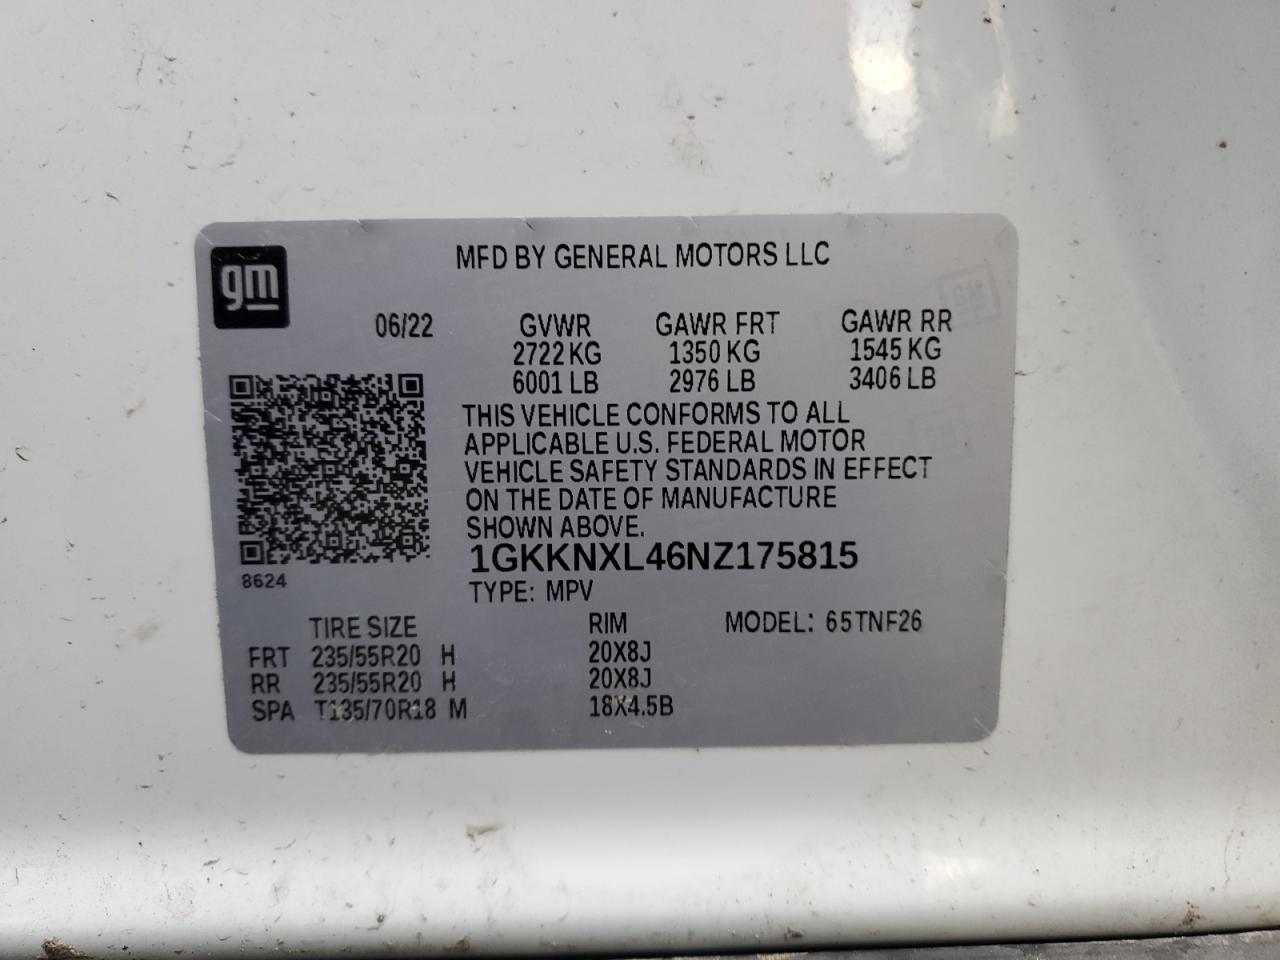 MFD BY GENERAL MOTORS LLC
gm
06/22 GVWR GAWR FRT GAWR RR
2722 KG 1350 KG 1545 KG
6001 LB 2976 LB 3406 LB
THIS VEHICLE CONFORMS TO ALL
APPLICABLE U.S. FEDERAL MOTOR
VEHICLE SAFETY STANDARDS IN EFFECT
ON THE DATE OF MANUFACTURE
SHOWN ABOVE.
1GKKNXL46NZ175815
8624
TYPE: MPV
TIRE SIZE RIM MODEL: 65TNF26
FRT 235/55R20 H 20X8J
RR 235/55R20 H 20X8J
SPA T135/70R18 M 18X4.5B